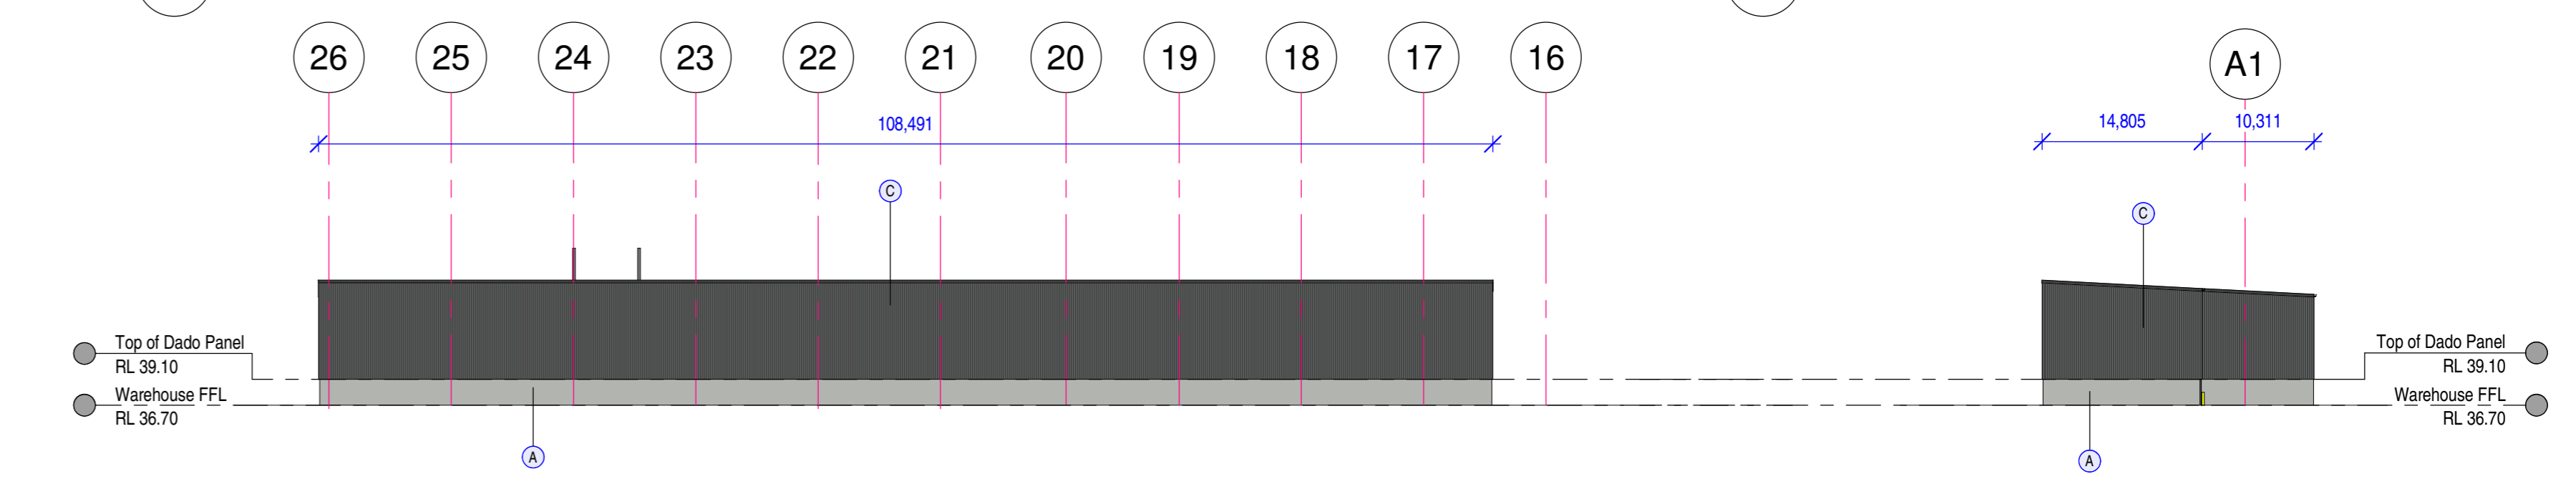 26 25 24 23 22 21 20 19 18 17 16 A1
108,491 14,805 10,311
C C
Top of Dado Panel
RL 39.10
Warehouse FFL
RL 36.70
Top of Dado Panel
RL 39.10
Warehouse FFL
RL 36.70
A A